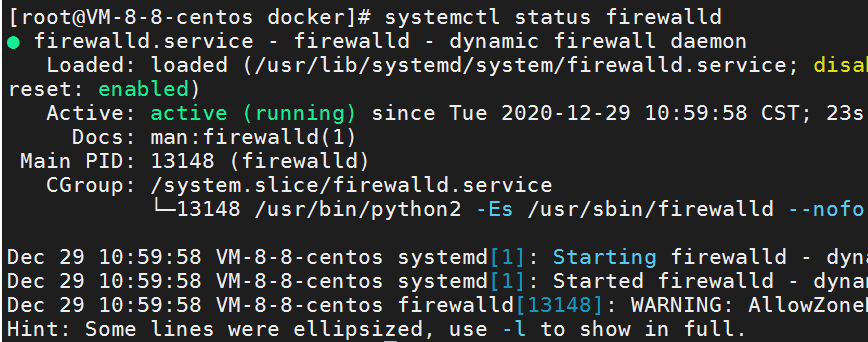 [root@VM-8-8-centos docker]# systemctl status firewalld
● firewalld.service - firewalld - dynamic firewall daemon
Loaded: loaded (/usr/lib/systemd/system/firewalld.service; disab
reset: enabled)
Active: active (running) since Tue 2020-12-29 10:59:58 CST; 23s
Docs: man:firewalld(1)
Main PID: 13148 (firewalld)
CGroup: /system.slice/firewalld.service
└─13148 /usr/bin/python2 -Es /usr/sbin/firewalld --nofo
Dec 29 10:59:58 VM-8-8-centos systemd[1]: Starting firewalld - dyna
Dec 29 10:59:58 VM-8-8-centos systemd[1]: Started firewalld - dynam
Dec 29 10:59:58 VM-8-8-centos firewalld[13148]: WARNING: AllowZone
Hint: Some lines were ellipsized, use -l to show in full.